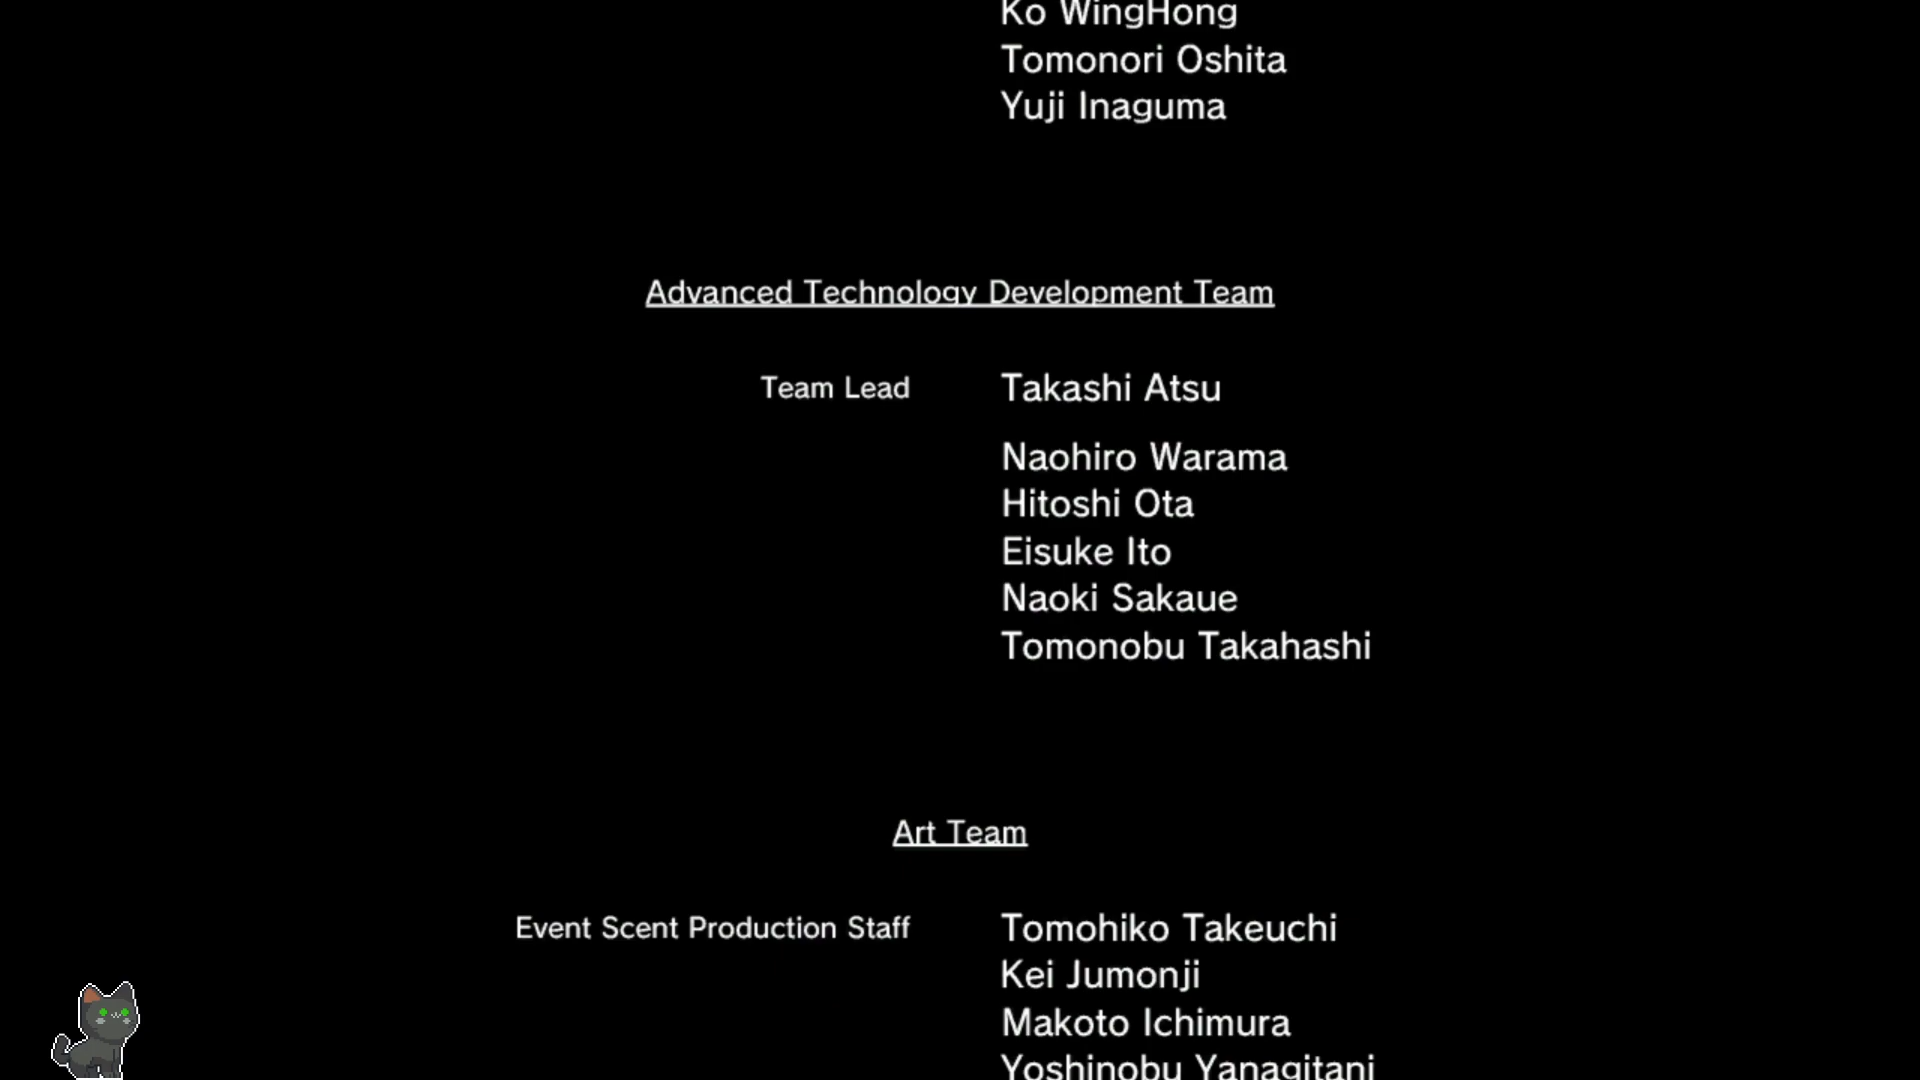 Ko WingHong
Tomonori Oshita
Yuji Inaguma
Advanced Technology Development Team
Team Lead Takashi Atsu
Naohiro Warama
Hitoshi Ota
Eisuke Ito
Naoki Sakaue
Tomonobu Takahashi
Art Team
Event Scent Production Staff Tomohiko Takeuchi
Kei Jumonji
Makoto Ichimura
Yoshinobu Yanagitani